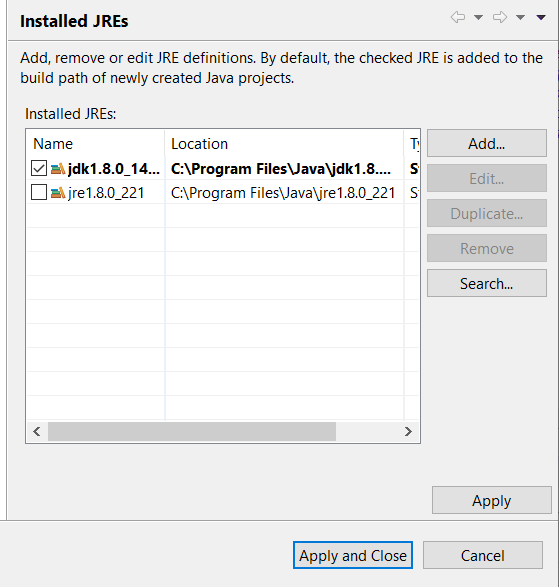 Installed JREs
Add, remove or edit JRE definitions. By default, the checked JRE is added to the
build path of newly created Java projects.
Installed JREs:
Name Location Ty
jdk1.8.0_14... C:\Program Files\Java\jdk1.8.... S
jre1.8.0_221 C:\Program Files\Java\jre1.8.0_221 S
Add...
Edit...
Duplicate...
Remove
Search...
Apply
Apply and Close Cancel